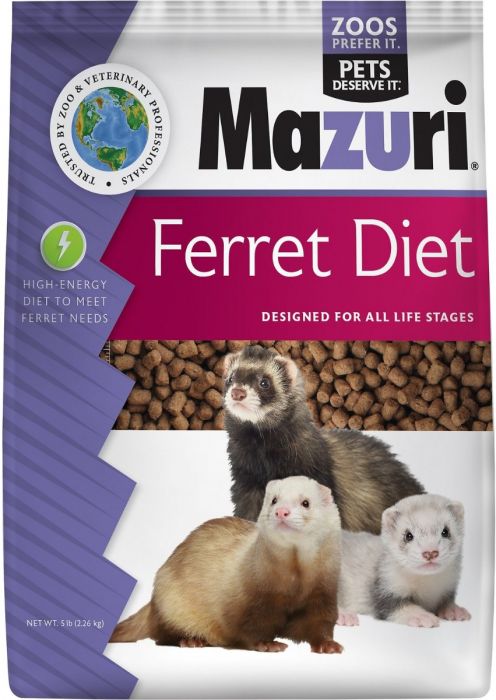 ZOOS
PREFER IT.
PETS
DESERVE IT.™
TRUSTED BY ZOO & VETERINARY PROFESSIONALS •
Mazuri®
Ferret Diet
DESIGNED FOR ALL LIFE STAGES
HIGH-ENERGY
DIET TO MEET
FERRET NEEDS
NET WT. 5 lb (2.26 kg)